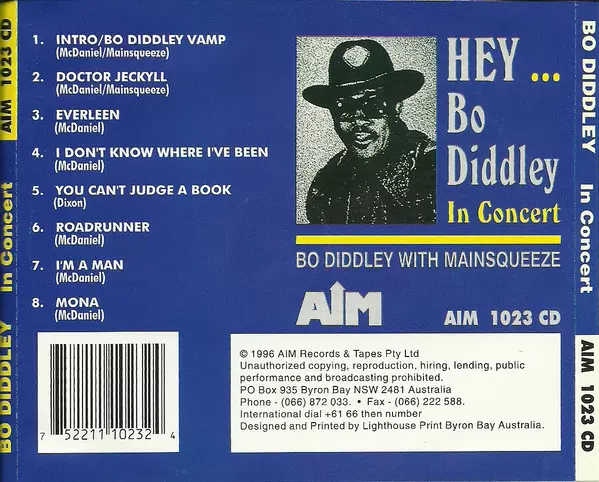 AIM 1023 CD
In Concert
BO DIDDLEY
1. INTRO/BO DIDDLEY VAMP
(McDaniel/Mainsqueeze)
2. DOCTOR JECKYLL
(McDaniel/Mainsqueeze)
3. EVERLEEN
(McDaniel)
4. I DON'T KNOW WHERE I'VE BEEN
(McDaniel)
5. YOU CAN'T JUDGE A BOOK
(Dixon)
6. ROADRUNNER
(McDaniel)
7. I'M A MAN
(McDaniel)
8. MONA
(McDaniel)
7 52211 10232 4
HEY ...
Bo
Diddley
In Concert
BO DIDDLEY WITH MAINSQUEEZE
AIM
AIM 1023 CD
© 1996 AIM Records & Tapes Pty Ltd
Unauthorized copying, reproduction, hiring, lending, public
performance and broadcasting prohibited.
PO Box 935 Byron Bay NSW 2481 Australia
Phone - (066) 872 033. • Fax - (066) 222 588.
International dial +61 66 then number
Designed and Printed by Lighthouse Print Byron Bay Australia.
BO DIDDLEY
In Concert
AIM 1023 CD